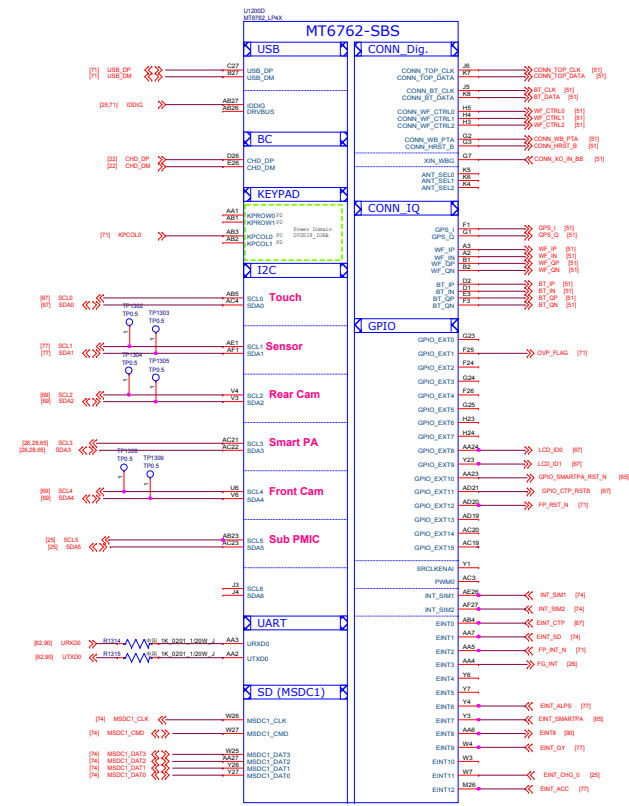 U1200D
MT6762_LP4X
MT6762-SBS
USB
[71] USB_DP C27 USB_DP
[71] USB_DM B27 USB_DM
[25,71] IDDIG AB27 IDDIG
AB26 DRVBUS
BC
[22] CHD_DP D26 CHD_DP
[22] CHD_DM E26 CHD_DM
KEYPAD
AA1 KPROW0 PD
AB1 KPROW1 PD
Power Domain
DVDD18_IORB
[71] KPCOL0 AB3 KPCOL0 PD
AB2 KPCOL1 PD
I2C
[67] SCL0 AB5 SCL0 Touch
[67] SDA0 AC4 SDA0
TP1302 TP1303
TP0.5 TP0.5
1 1
[77] SCL1 AE1 SCL1 Sensor
[77] SDA1 AF1 SDA1
TP1304 TP1305
TP0.5 TP0.5
1 1
[69] SCL2 V4 SCL2 Rear Cam
[69] SDA2 V3 SDA2
[26,28,65] SCL3 AC21 SCL3 Smart PA
[26,28,65] SDA3 AC22 SDA3
TP1308 TP1309
TP0.5 TP0.5
1 1
[69] SCL4 U6 SCL4 Front Cam
[69] SDA4 V6 SDA4
[25] SCL5 AB23 SCL5 Sub PMIC
[25] SDA5 AC23 SDA5
J3 SCL6
J4 SDA6
UART
[62,90] URXD0 R1314 1K_0201_1/20W_J AA3 URXD0
[62,90] UTXD0 R1315 1K_0201_1/20W_J AA2 UTXD0
SD (MSDC1)
[74] MSDC1_CLK W26 MSDC1_CLK
[74] MSDC1_CMD W27 MSDC1_CMD
[74] MSDC1_DAT3 W25 MSDC1_DAT3
[74] MSDC1_DAT2 AA27 MSDC1_DAT2
[74] MSDC1_DAT1 Y26 MSDC1_DAT1
[74] MSDC1_DAT0 Y27 MSDC1_DAT0
CONN_Dig.
CONN_TOP_CLK J6 CONN_TOP_CLK [51]
CONN_TOP_DATA K7 CONN_TOP_DATA [51]
CONN_BT_CLK J5 BT_CLK [51]
CONN_BT_DATA K8 BT_DATA [51]
CONN_WF_CTRL0 H5 WF_CTRL0 [51]
CONN_WF_CTRL1 H4 WF_CTRL1 [51]
CONN_WF_CTRL2 H3 WF_CTRL2 [51]
CONN_WB_PTA G2 CONN_WB_PTA [51]
CONN_HRST_B G3 CONN_HRST_B [51]
XIN_WBG G7 CONN_XO_IN_BB [51]
ANT_SEL0 K5
ANT_SEL1 K6
ANT_SEL2 K4
CONN_IQ
GPS_I F1 GPS_I [51]
GPS_Q G1 GPS_Q [51]
WF_IP A3 WF_IP [51]
WF_IN A2 WF_IN [51]
WF_QP B1 WF_QP [51]
WF_QN B2 WF_QN [51]
BT_IP D2 BT_IP [51]
BT_IN D1 BT_IN [51]
BT_QP E3 BT_QP [51]
BT_QN F3 BT_QN [51]
GPIO
GPIO_EXT0 G23
GPIO_EXT1 F25 OVP_FLAG [71]
GPIO_EXT2 F24
GPIO_EXT3 G24
GPIO_EXT4 F26
GPIO_EXT5 G25
GPIO_EXT6 H23
GPIO_EXT7 H24
GPIO_EXT8 AA24 LCD_ID0 [67]
GPIO_EXT9 Y23 LCD_ID1 [67]
GPIO_EXT10 AA23 GPIO_SMARTPA_RST_N [65]
GPIO_EXT11 AD21 GPIO_CTP_RSTB [67]
GPIO_EXT12 AD20 FP_RST_N [71]
GPIO_EXT13 AD19
GPIO_EXT14 AC20
GPIO_EXT15 AC19
SRCLKENAI Y1
PWM0 AC3
INT_SIM1 AE26 INT_SIM1 [74]
INT_SIM2 AF27 INT_SIM2 [74]
EINT0 AB4 EINT_CTP [67]
EINT1 AA7 EINT_SD [74]
EINT2 AA5 FP_INT_N [71]
EINT3 AA4 FG_INT [26]
EINT4 Y6
EINT5 Y7
EINT6 Y4 EINT_ALPS [77]
EINT7 Y3 EINT_SMARTPA [65]
EINT8 AA6 EINT8 [90]
EINT9 W4 EINT_GY [77]
EINT10 W3
EINT11 W7 EINT_CHG_0 [25]
EINT12 M26 EINT_ACC [77]